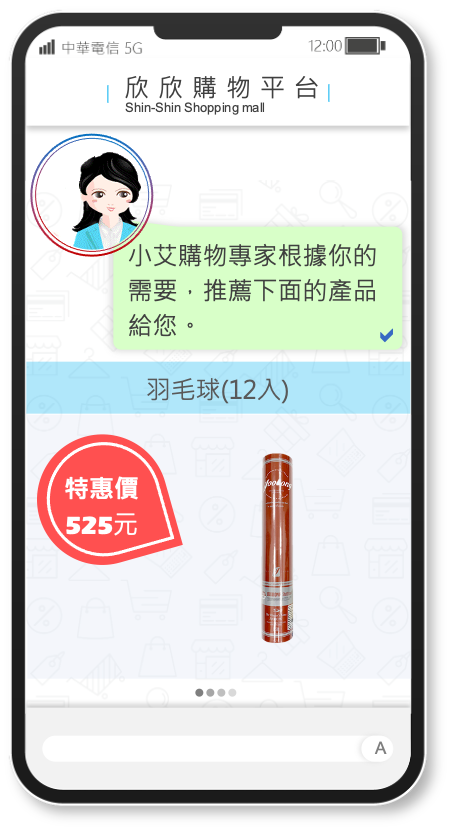 中華電信 5G
12:00
欣欣購物平台
Shin-Shin Shopping mall
小艾購物專家根據你的
需要，推薦下面的產品
給您。
羽毛球(12入)
特惠價
525元
A